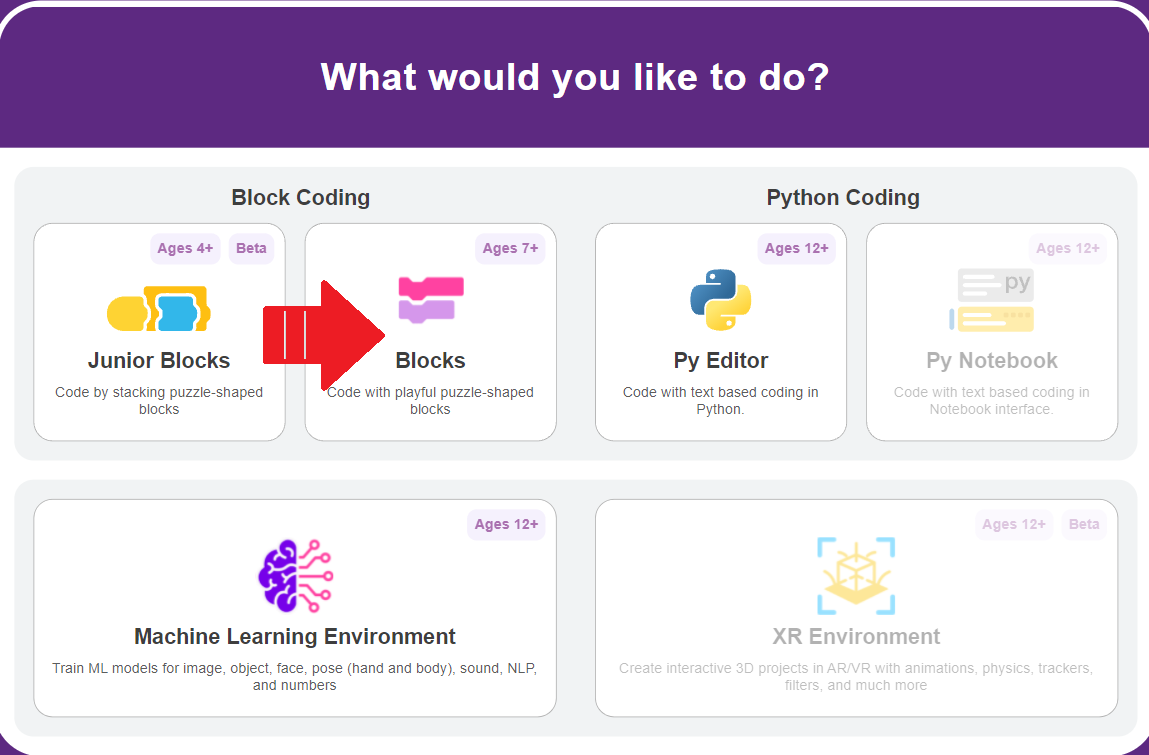 What would you like to do?
Block Coding
Python Coding
Ages 4+
Beta
Junior Blocks
Code by stacking puzzle-shaped
blocks
Ages 7+
Blocks
Code with playful puzzle-shaped
blocks
Ages 12+
Py Editor
Code with text based coding in
Python.
Ages 12+
py
Py Notebook
Code with text based coding in
Notebook interface.
Ages 12+
Machine Learning Environment
Train ML models for image, object, face, pose (hand and body), sound, NLP,
and numbers
Ages 12+
Beta
XR Environment
Create interactive 3D projects in AR/VR with animations, physics, trackers,
filters, and much more